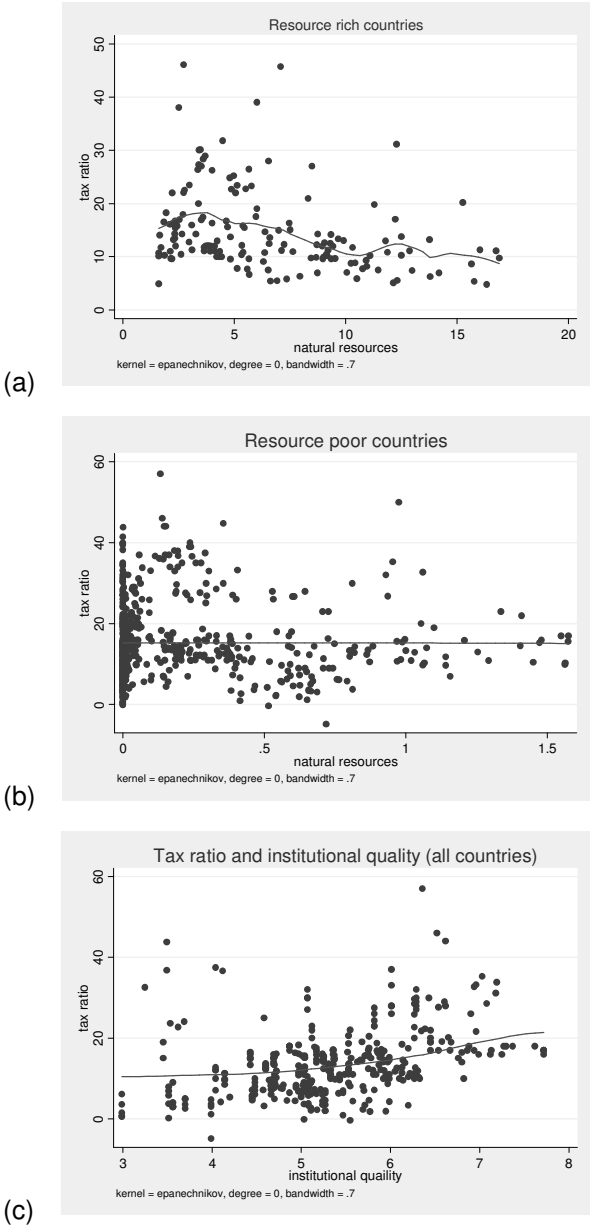 Resource rich countries
50
40
30
20
10
0
tax ratio
0 5 10 15 20
natural resources
kernel = epanechnikov, degree = 0, bandwidth = .7
(a)
Resource poor countries
60
40
20
0
tax ratio
0 .5 1 1.5
natural resources
kernel = epanechnikov, degree = 0, bandwidth = .7
(b)
Tax ratio and institutional quality (all countries)
60
40
20
0
tax ratio
3 4 5 6 7 8
institutional quaility
kernel = epanechnikov, degree = 0, bandwidth = .7
(c)